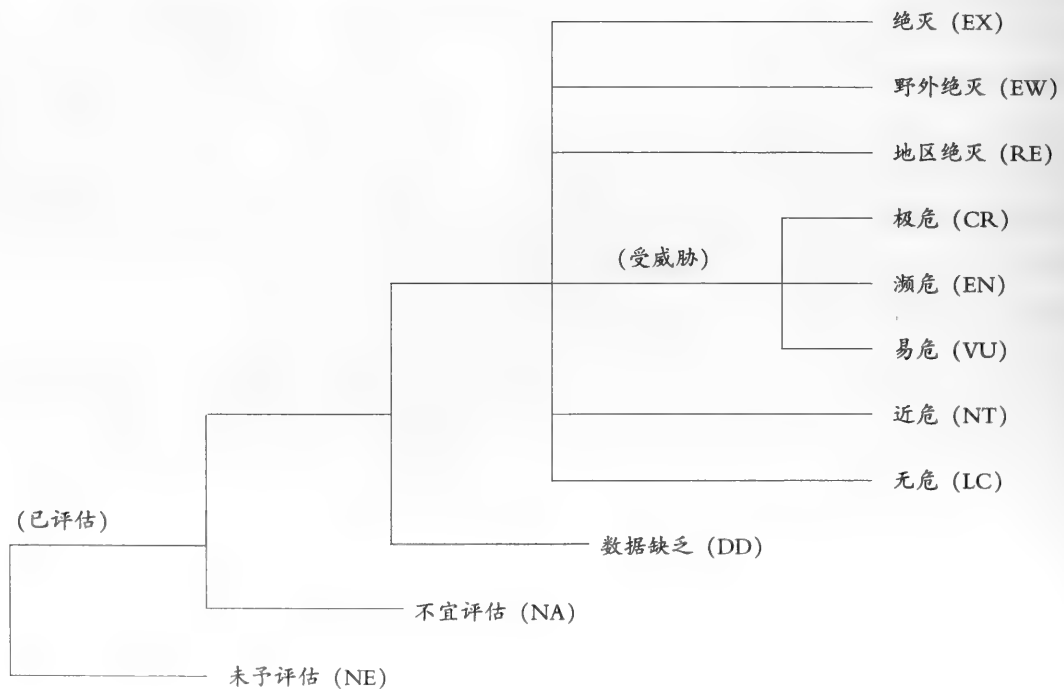 绝灭 (EX)
野外绝灭 (EW)
地区绝灭 (RE)
极危 (CR)
(受威胁)
濒危 (EN)
易危 (VU)
近危 (NT)
无危 (LC)
(已评估)
数据缺乏 (DD)
不宜评估 (NA)
未予评估 (NE)